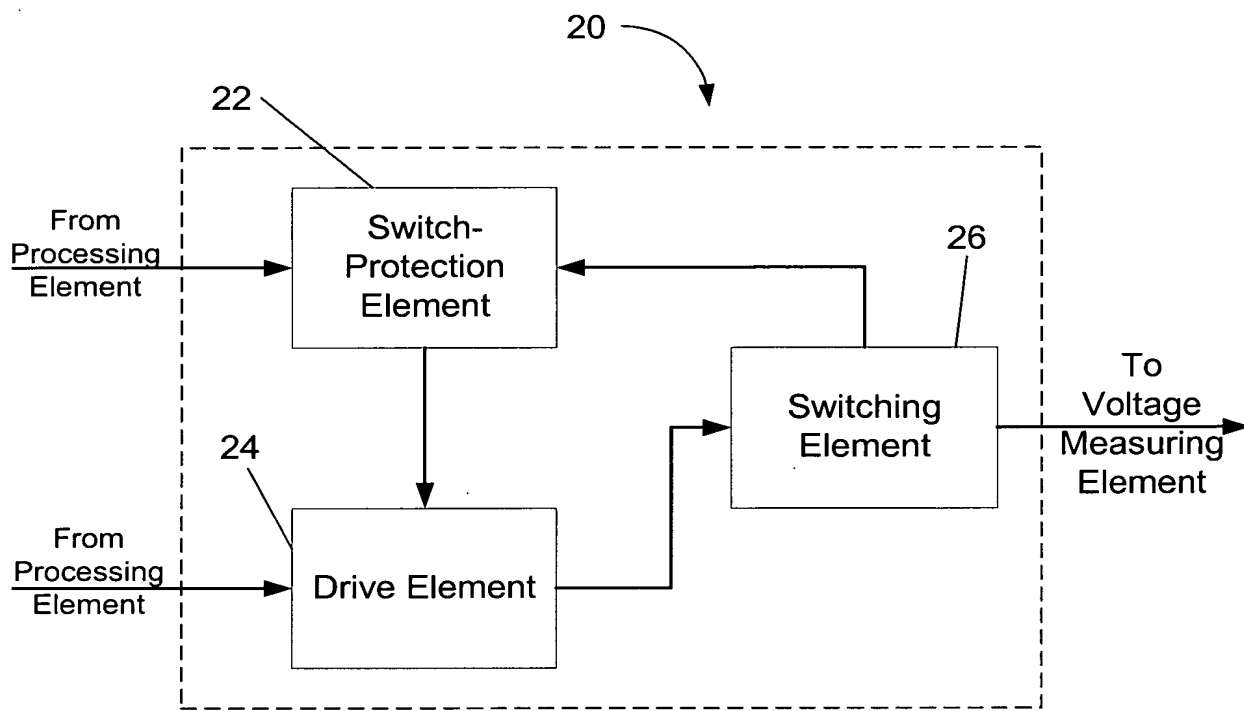 20
22
From
Processing
Element
Switch-
Protection
Element
26
Switching
Element
To
Voltage
Measuring
Element
24
From
Processing
Element
Drive Element